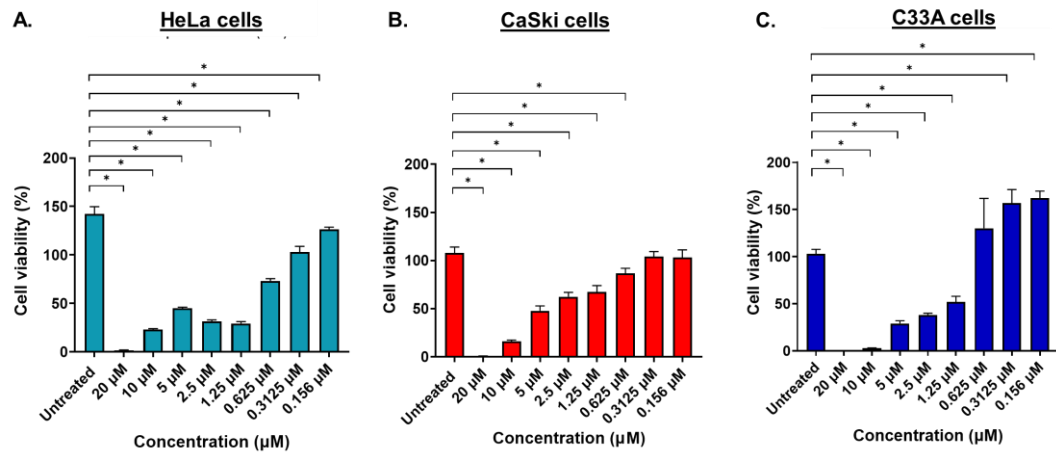 A.
HeLa cells
* * * * * * * *
Cell viability (%)
200
150
100
50
0
Untreated
20 µM
10 µM
5 µM
2.5 µM
1.25 µM
0.625 µM
0.3125 µM
0.156 µM
Concentration (µM)
B.
CaSki cells
* * * * * *
Cell viability (%)
200
150
100
50
0
Untreated
20 µM
10 µM
5 µM
2.5 µM
1.25 µM
0.625 µM
0.3125 µM
0.156 µM
Concentration (µM)
C.
C33A cells
* * * * * * *
Cell viability (%)
200
150
100
50
0
Untreated
20 µM
10 µM
5 µM
2.5 µM
1.25 µM
0.625 µM
0.3125 µM
0.156 µM
Concentration (µM)